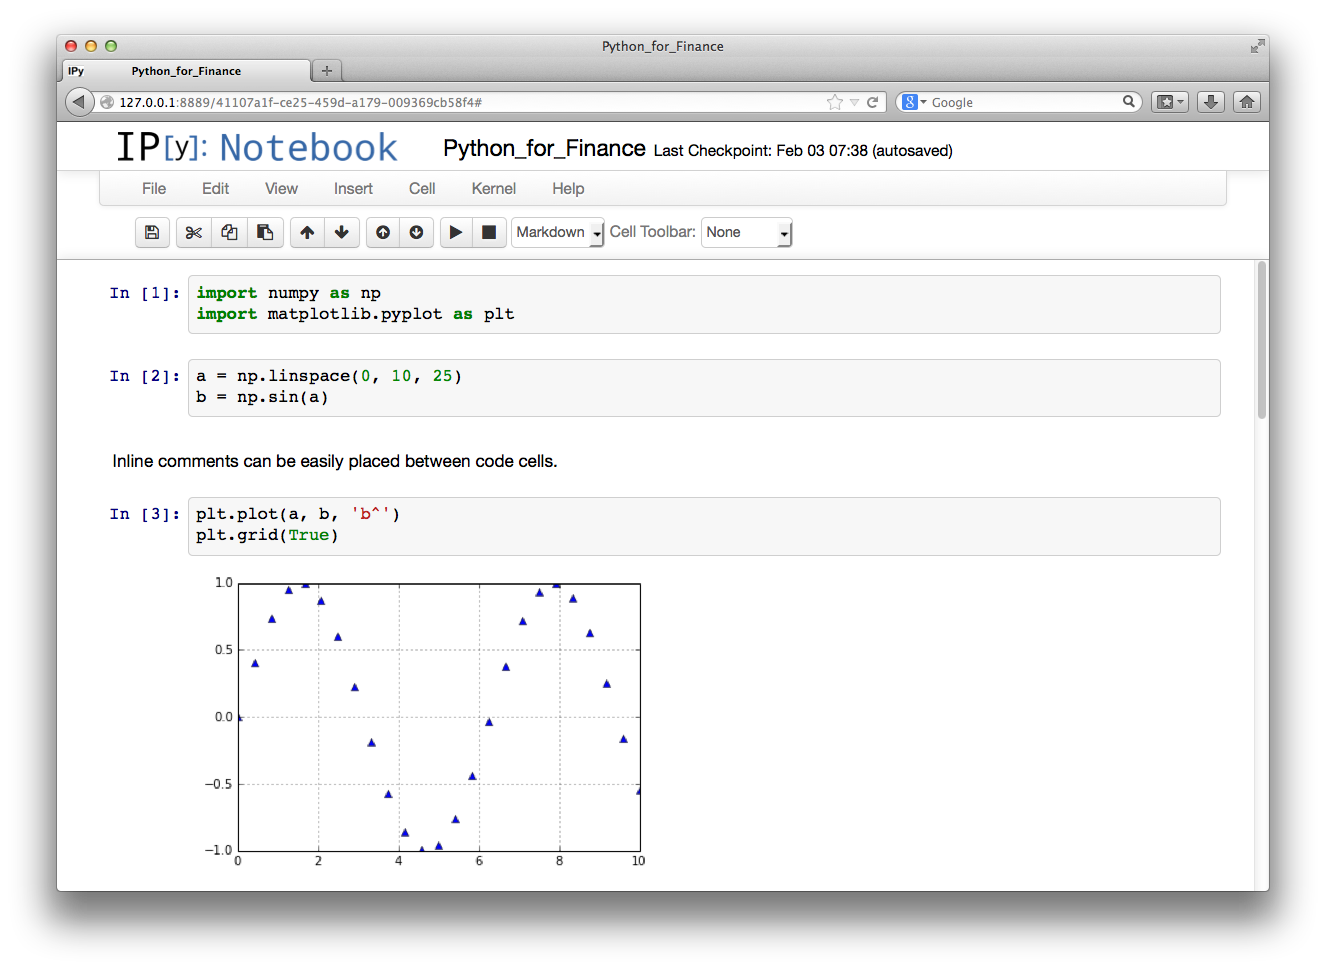 Python_for_Finance
IPy Python_for_Finance
127.0.0.1:8889/41107a1f-ce25-459d-a179-009369cb58f4#
8 Google
IP[y]: Notebook
Python_for_Finance Last Checkpoint: Feb 03 07:38 (autosaved)
File Edit View Insert Cell Kernel Help
Markdown Cell Toolbar: None
In [1]: import numpy as np
import matplotlib.pyplot as plt
In [2]: a = np.linspace(0, 10, 25)
b = np.sin(a)
Inline comments can be easily placed between code cells.
In [3]: plt.plot(a, b, 'b^')
plt.grid(True)
1.0
0.5
0.0
−0.5
−1.0
0 2 4 6 8 10